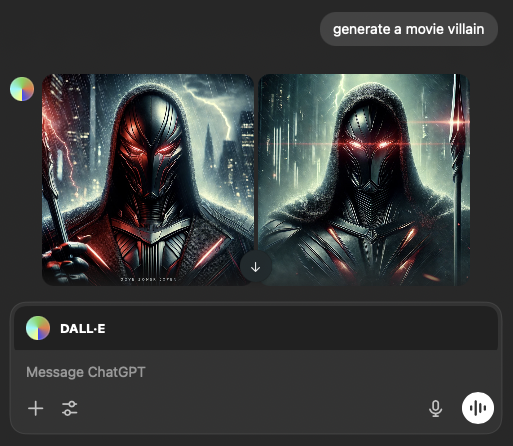 generate a movie villain
DALL·E
Message ChatGPT